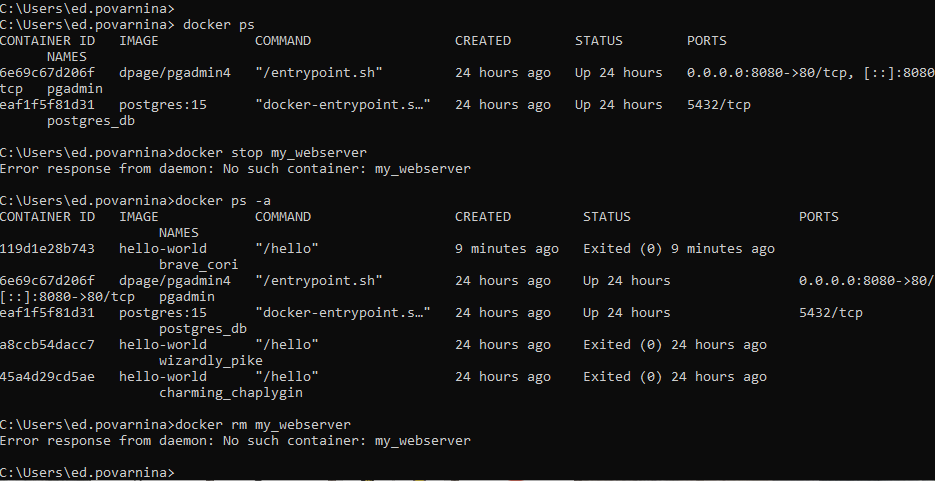 C:\Users\ed.povarnina>
C:\Users\ed.povarnina> docker ps
CONTAINER ID   IMAGE            COMMAND                  CREATED        STATUS        PORTS
      NAMES
6e69c67d206f   dpage/pgadmin4   "/entrypoint.sh"         24 hours ago   Up 24 hours   0.0.0.0:8080->80/tcp, [::]:8080
tcp   pgadmin
eaf1f5f81d31   postgres:15      "docker-entrypoint.s…"   24 hours ago   Up 24 hours   5432/tcp
      postgres_db
C:\Users\ed.povarnina>docker stop my_webserver
Error response from daemon: No such container: my_webserver
C:\Users\ed.povarnina>docker ps -a
CONTAINER ID   IMAGE            COMMAND                  CREATED         STATUS                     PORTS
                    NAMES
119d1e28b743   hello-world      "/hello"                 9 minutes ago   Exited (0) 9 minutes ago
                    brave_cori
6e69c67d206f   dpage/pgadmin4   "/entrypoint.sh"         24 hours ago    Up 24 hours                0.0.0.0:8080->80/
[::]:8080->80/tcp   pgadmin
eaf1f5f81d31   postgres:15      "docker-entrypoint.s…"   24 hours ago    Up 24 hours                5432/tcp
                    postgres_db
a8ccb54dacc7   hello-world      "/hello"                 24 hours ago    Exited (0) 24 hours ago
                    wizardly_pike
45a4d29cd5ae   hello-world      "/hello"                 24 hours ago    Exited (0) 24 hours ago
                    charming_chaplygin
C:\Users\ed.povarnina>docker rm my_webserver
Error response from daemon: No such container: my_webserver
C:\Users\ed.povarnina>